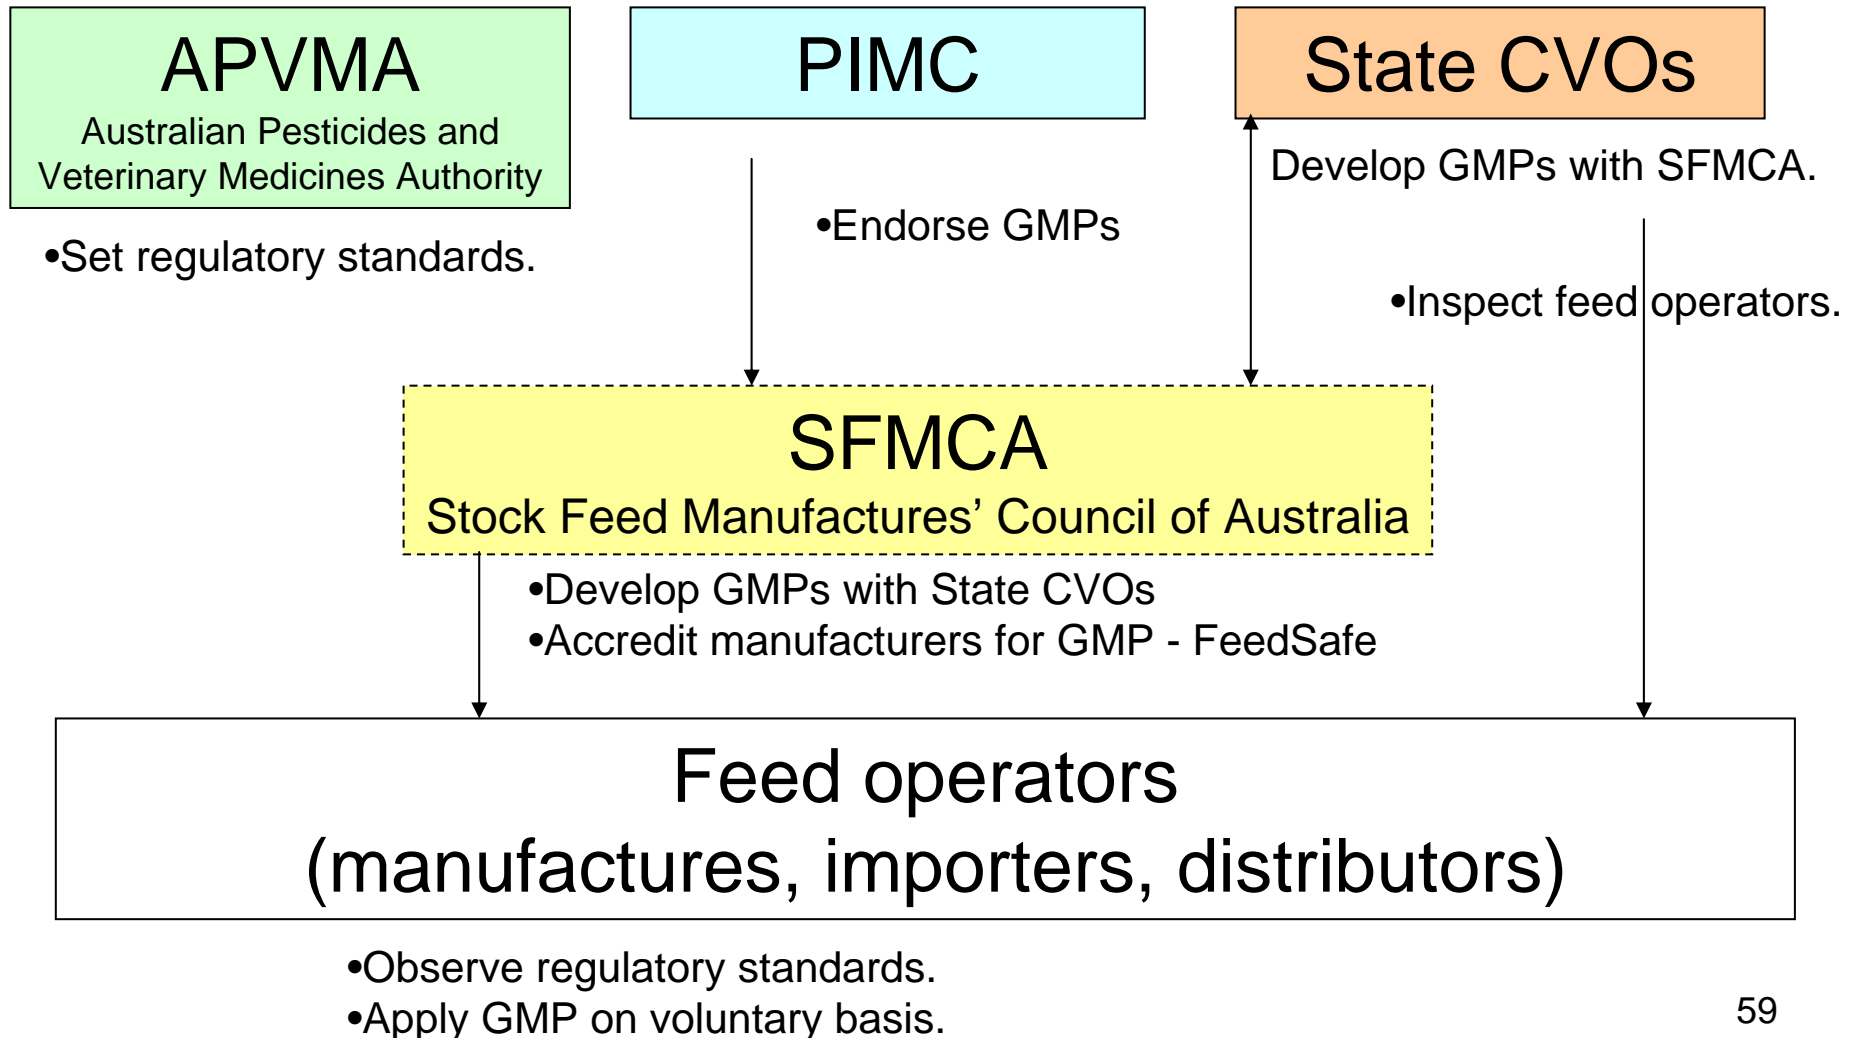 APVMA
Australian Pesticides and
Veterinary Medicines Authority
•Set regulatory standards.
PIMC
•Endorse GMPs
State CVOs
Develop GMPs with SFMCA.
•Inspect feed operators.
SFMCA
Stock Feed Manufactures’ Council of Australia
•Develop GMPs with State CVOs
•Accredit manufacturers for GMP - FeedSafe
Feed operators
(manufactures, importers, distributors)
•Observe regulatory standards.
•Apply GMP on voluntary basis.
59